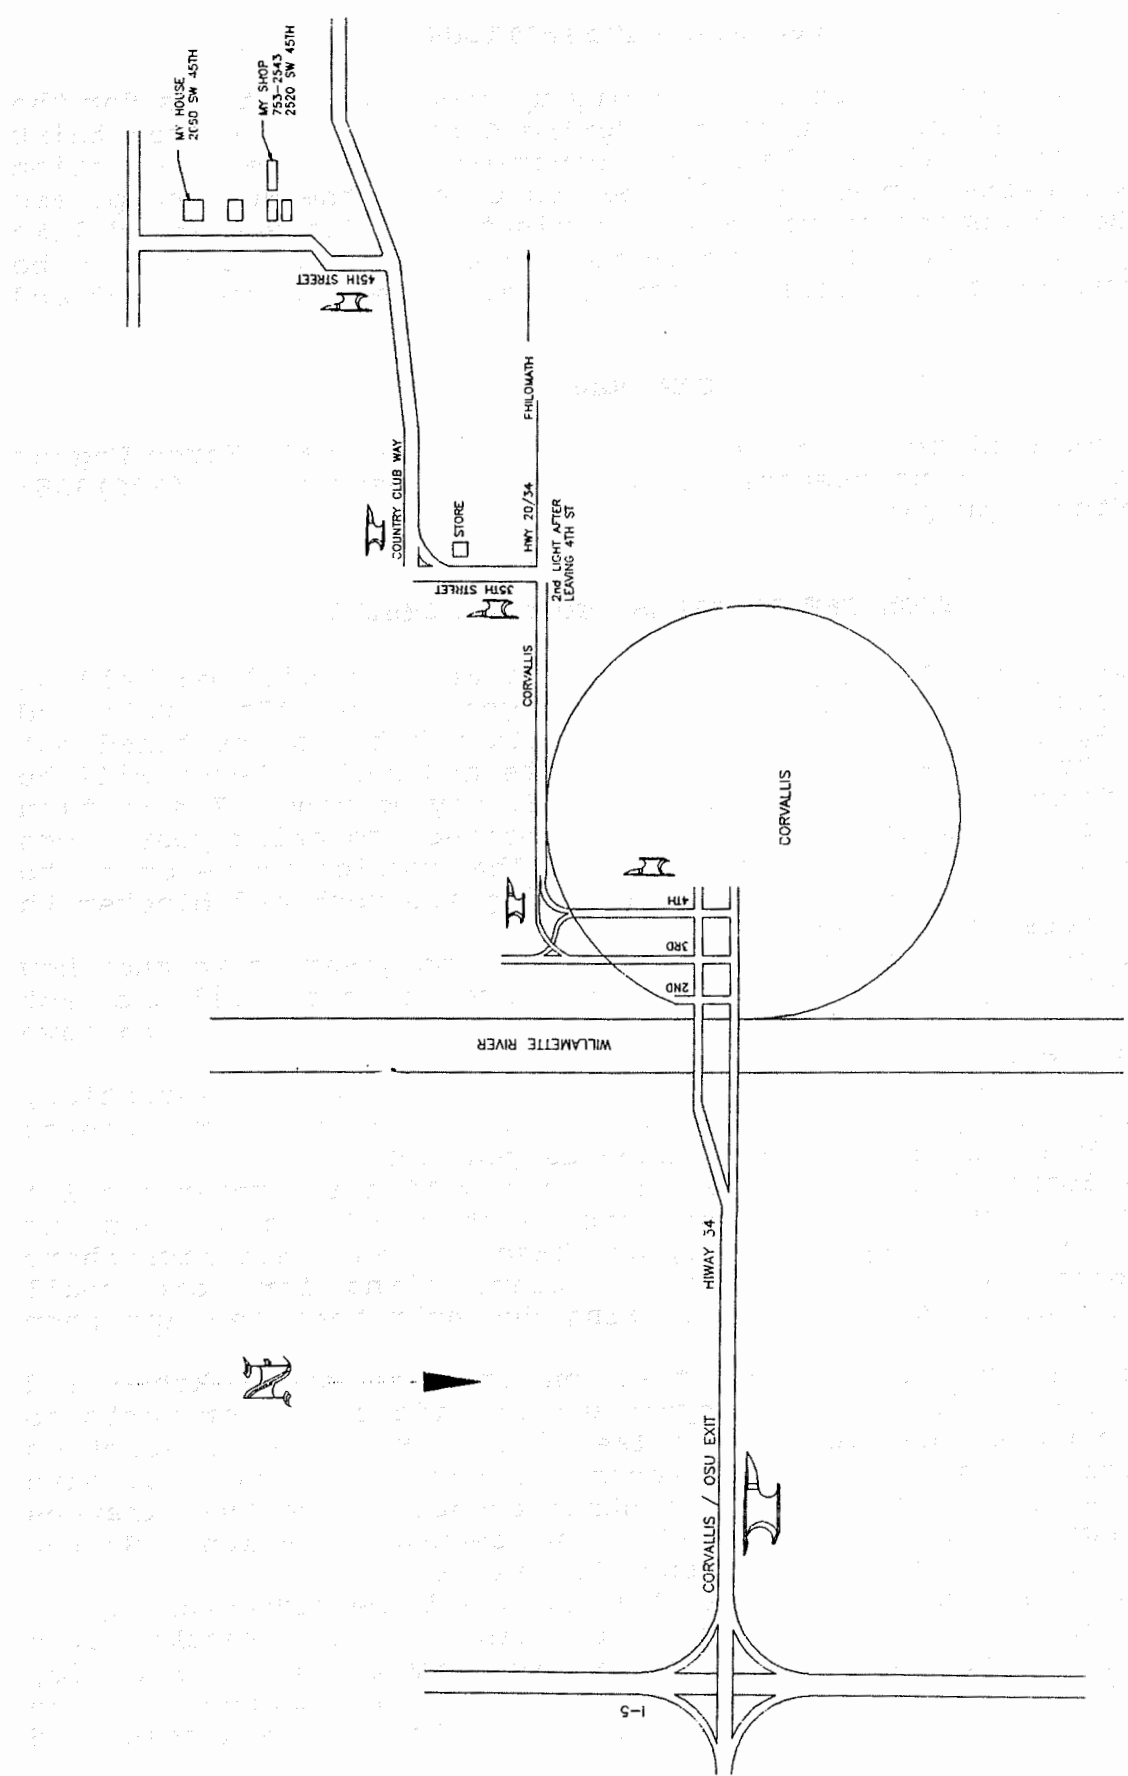 MY HOUSE
2050 SW 45TH
MY SHOP
753-2543
2520 SW 45TH
45TH STREET
COUNTRY CLUB WAY
STORE
HWY 20/34
PHILOMATH
35TH STREET
2nd LIGHT AFTER
LEAVING 4TH ST
CORVALLIS
CORVALLIS
4TH
3RD
2ND
WILLAMETTE RIVER
HIWAY 34
N
CORVALLIS / OSU EXIT
I-5